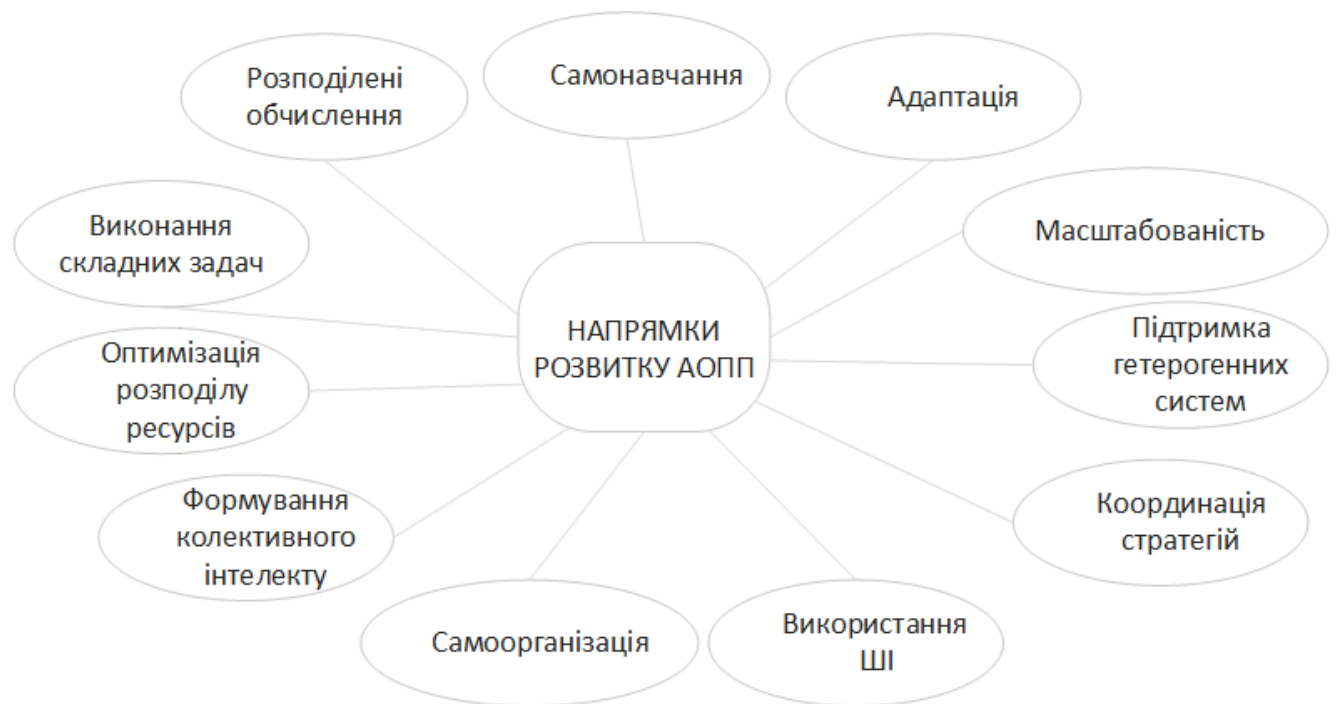 Розподілені
обчислення
Самонавчання
Адаптація
Виконання
складних задач
Масштабованість
НАПРЯМКИ
РОЗВИТКУ АОПП
Оптимізація
розподілу
ресурсів
Підтримка
гетерогенних
систем
Формування
колективного
інтелекту
Координація
стратегій
Самоорганізація
Використання
ШІ